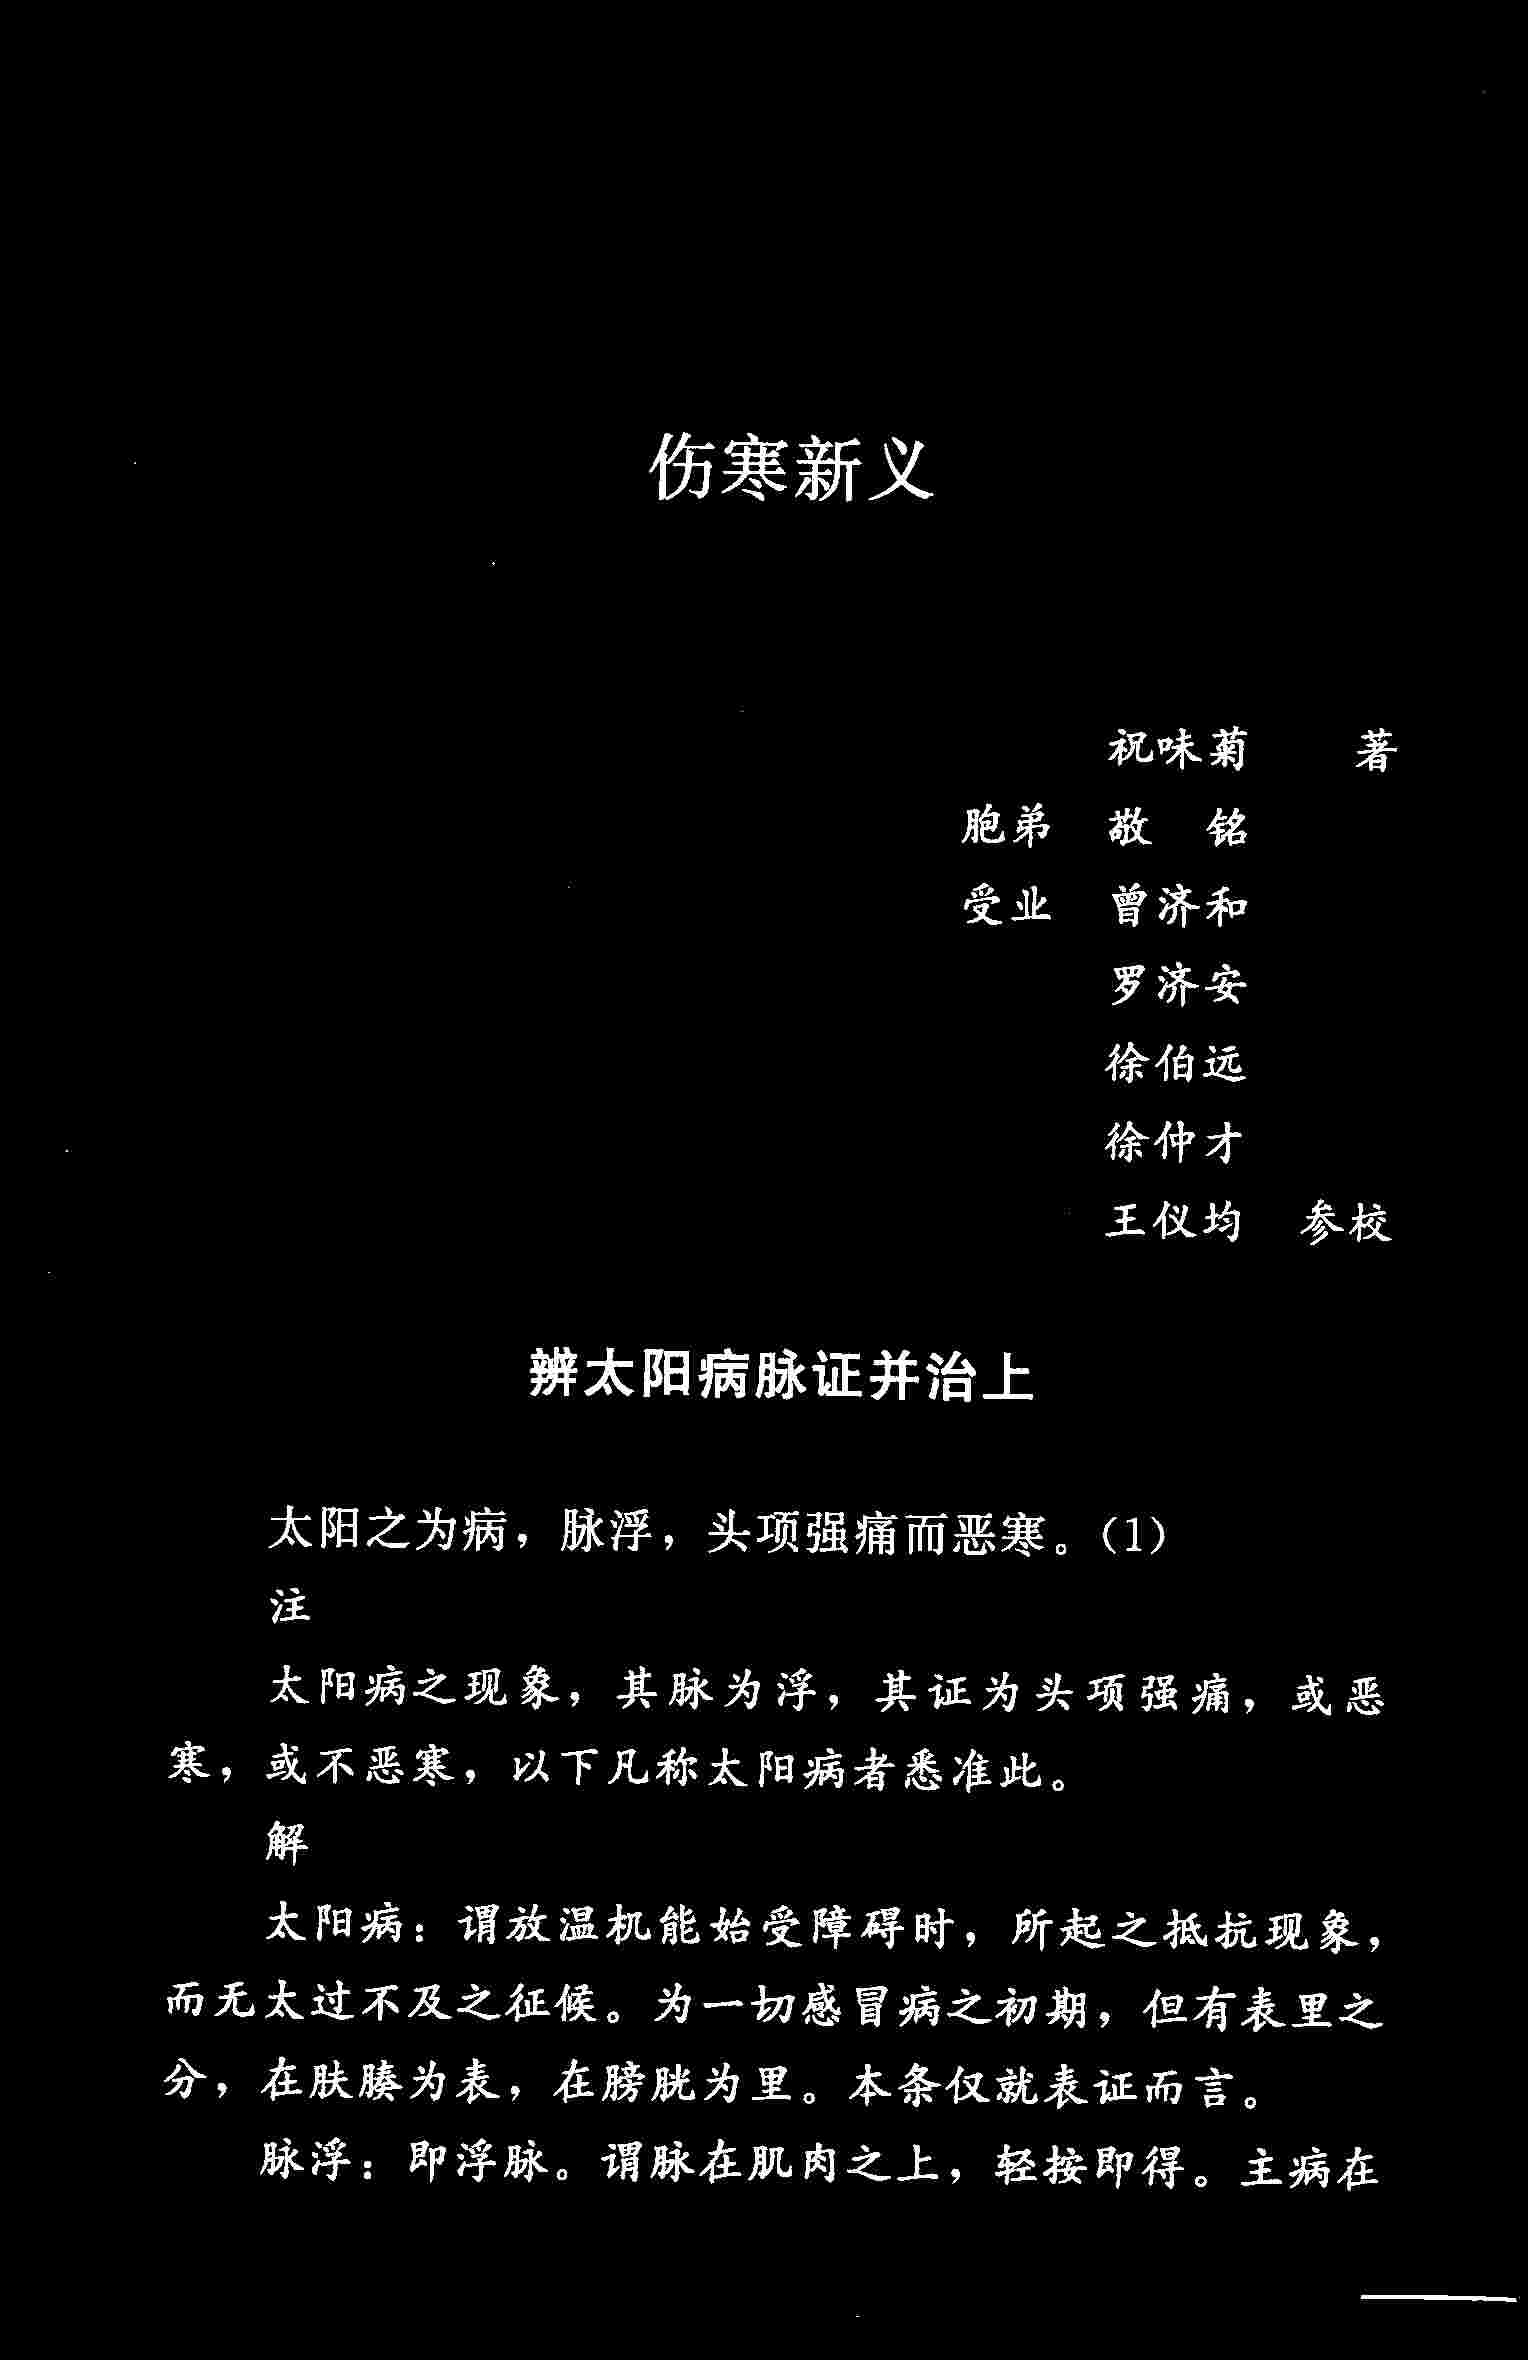 伤寒新义
祝味菊 著
胞弟 敬 铭
受业 曾济和
罗济安
徐伯远
徐仲才
王仪均 参校
辨太阳病脉证并治上
太阳之为病，脉浮，头项强痛而恶寒。(1)
注
太阳病之现象，其脉为浮，其证为头项强痛，或恶
寒，或不恶寒，以下凡称太阳病者悉准此。
解
太阳病：谓放温机能始受障碍时，所起之抵抗现象，
而无太过不及之征候。为一切感冒病之初期，但有表里之
分，在肤腠为表，在膀胱为里。本条仅就表证而言。
脉浮：即浮脉。谓脉在肌肉之上，轻按即得。主病在